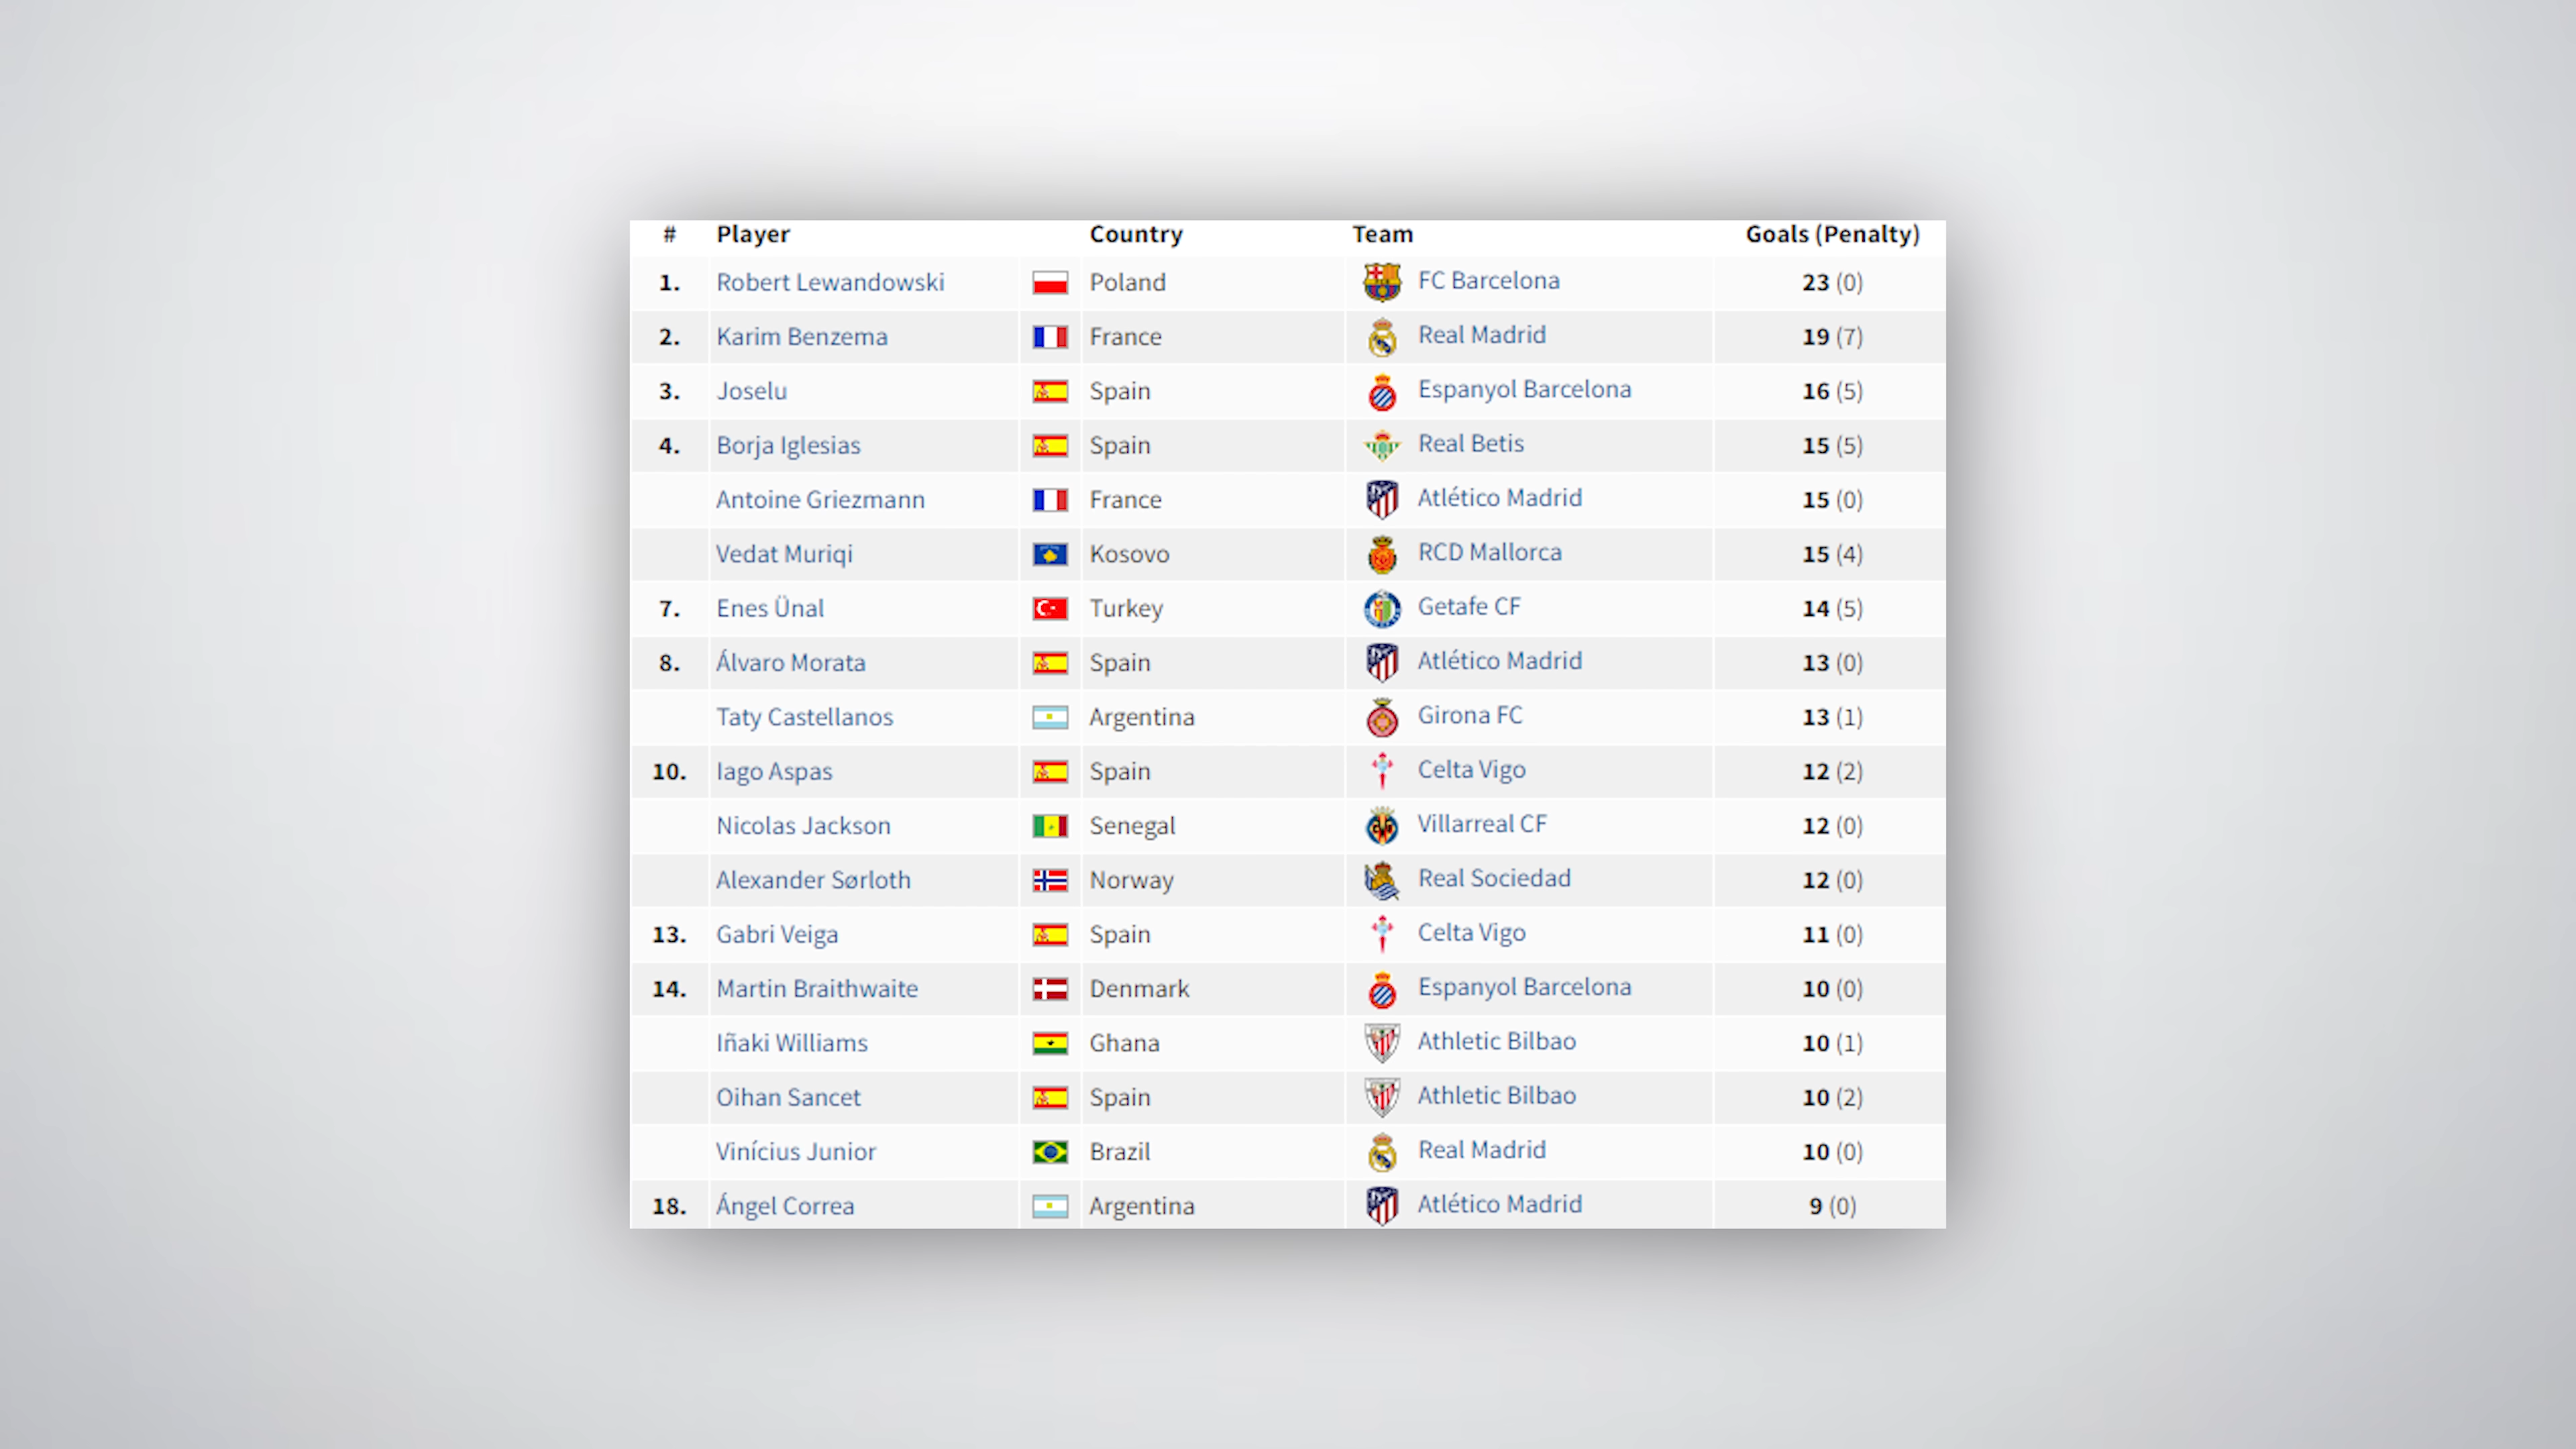 # Player Country Team Goals (Penalty)
1. Robert Lewandowski Poland FC Barcelona 23 (0)
2. Karim Benzema France Real Madrid 19 (7)
3. Joselu Spain Espanyol Barcelona 16 (5)
4. Borja Iglesias Spain Real Betis 15 (5)
Antoine Griezmann France Atlético Madrid 15 (0)
Vedat Muriqi Kosovo RCD Mallorca 15 (4)
7. Enes Ünal Turkey Getafe CF 14 (5)
8. Álvaro Morata Spain Atlético Madrid 13 (0)
Taty Castellanos Argentina Girona FC 13 (1)
10. Iago Aspas Spain Celta Vigo 12 (2)
Nicolas Jackson Senegal Villarreal CF 12 (0)
Alexander Sørloth Norway Real Sociedad 12 (0)
13. Gabri Veiga Spain Celta Vigo 11 (0)
14. Martin Braithwaite Denmark Espanyol Barcelona 10 (0)
Iñaki Williams Ghana Athletic Bilbao 10 (1)
Oihan Sancet Spain Athletic Bilbao 10 (2)
Vinícius Junior Brazil Real Madrid 10 (0)
18. Ángel Correa Argentina Atlético Madrid 9 (0)